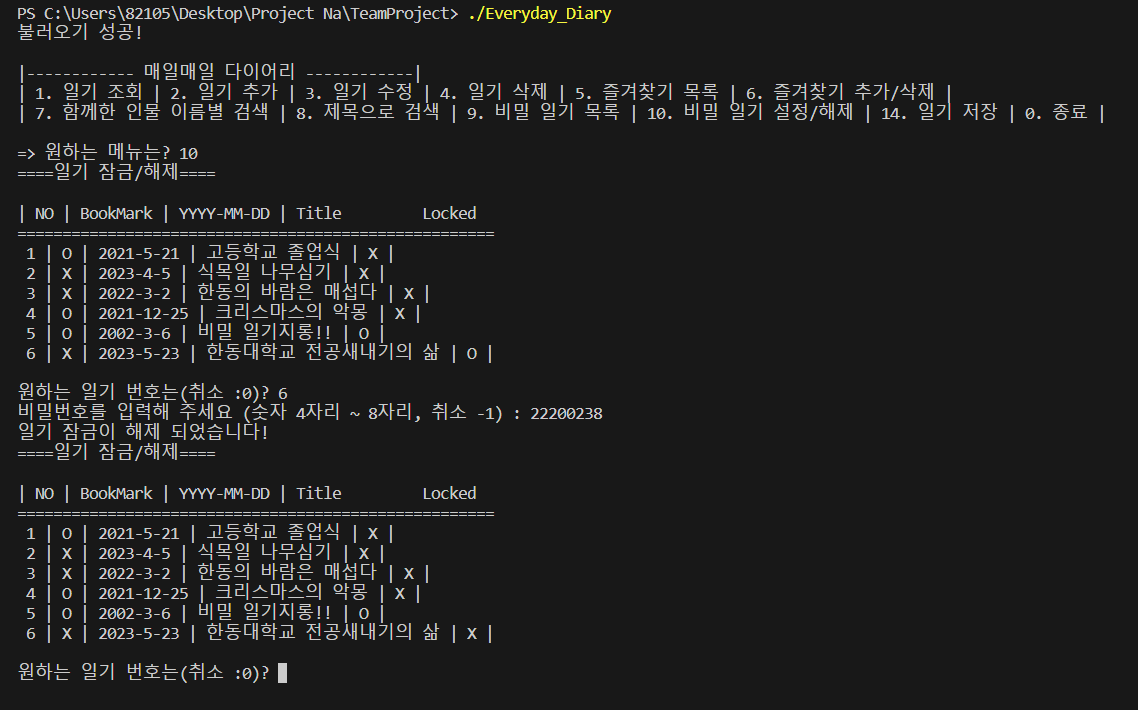 PS C:\Users\82105\Desktop\Project Na\TeamProject> ./Everyday_Diary
불러오기 성공!
|------------ 매일매일 다이어리 ------------|
| 1. 일기 조회 | 2. 일기 추가 | 3. 일기 수정 | 4. 일기 삭제 | 5. 즐겨찾기 목록 | 6. 즐겨찾기 추가/삭제 |
| 7. 함께한 인물 이름별 검색 | 8. 제목으로 검색 | 9. 비밀 일기 목록 | 10. 비밀 일기 설정/해제 | 14. 일기 저장 | 0. 종료 |
=> 원하는 메뉴는? 10
====일기 잠금/해제====
| NO | BookMark | YYYY-MM-DD | Title         Locked
=====================================================
1 | O | 2021-5-21 | 고등학교 졸업식 | X |
2 | X | 2023-4-5 | 식목일 나무심기 | X |
3 | X | 2022-3-2 | 한동의 바람은 매섭다 | X |
4 | O | 2021-12-25 | 크리스마스의 악몽 | X |
5 | O | 2002-3-6 | 비밀 일기지롱!! | O |
6 | X | 2023-5-23 | 한동대학교 전공새내기의 삶 | O |
원하는 일기 번호는(취소 :0)? 6
비밀번호를 입력해 주세요 (숫자 4자리 ~ 8자리, 취소 -1) : 22200238
일기 잠금이 해제 되었습니다!
====일기 잠금/해제====
| NO | BookMark | YYYY-MM-DD | Title         Locked
=====================================================
1 | O | 2021-5-21 | 고등학교 졸업식 | X |
2 | X | 2023-4-5 | 식목일 나무심기 | X |
3 | X | 2022-3-2 | 한동의 바람은 매섭다 | X |
4 | O | 2021-12-25 | 크리스마스의 악몽 | X |
5 | O | 2002-3-6 | 비밀 일기지롱!! | O |
6 | X | 2023-5-23 | 한동대학교 전공새내기의 삶 | X |
원하는 일기 번호는(취소 :0)?